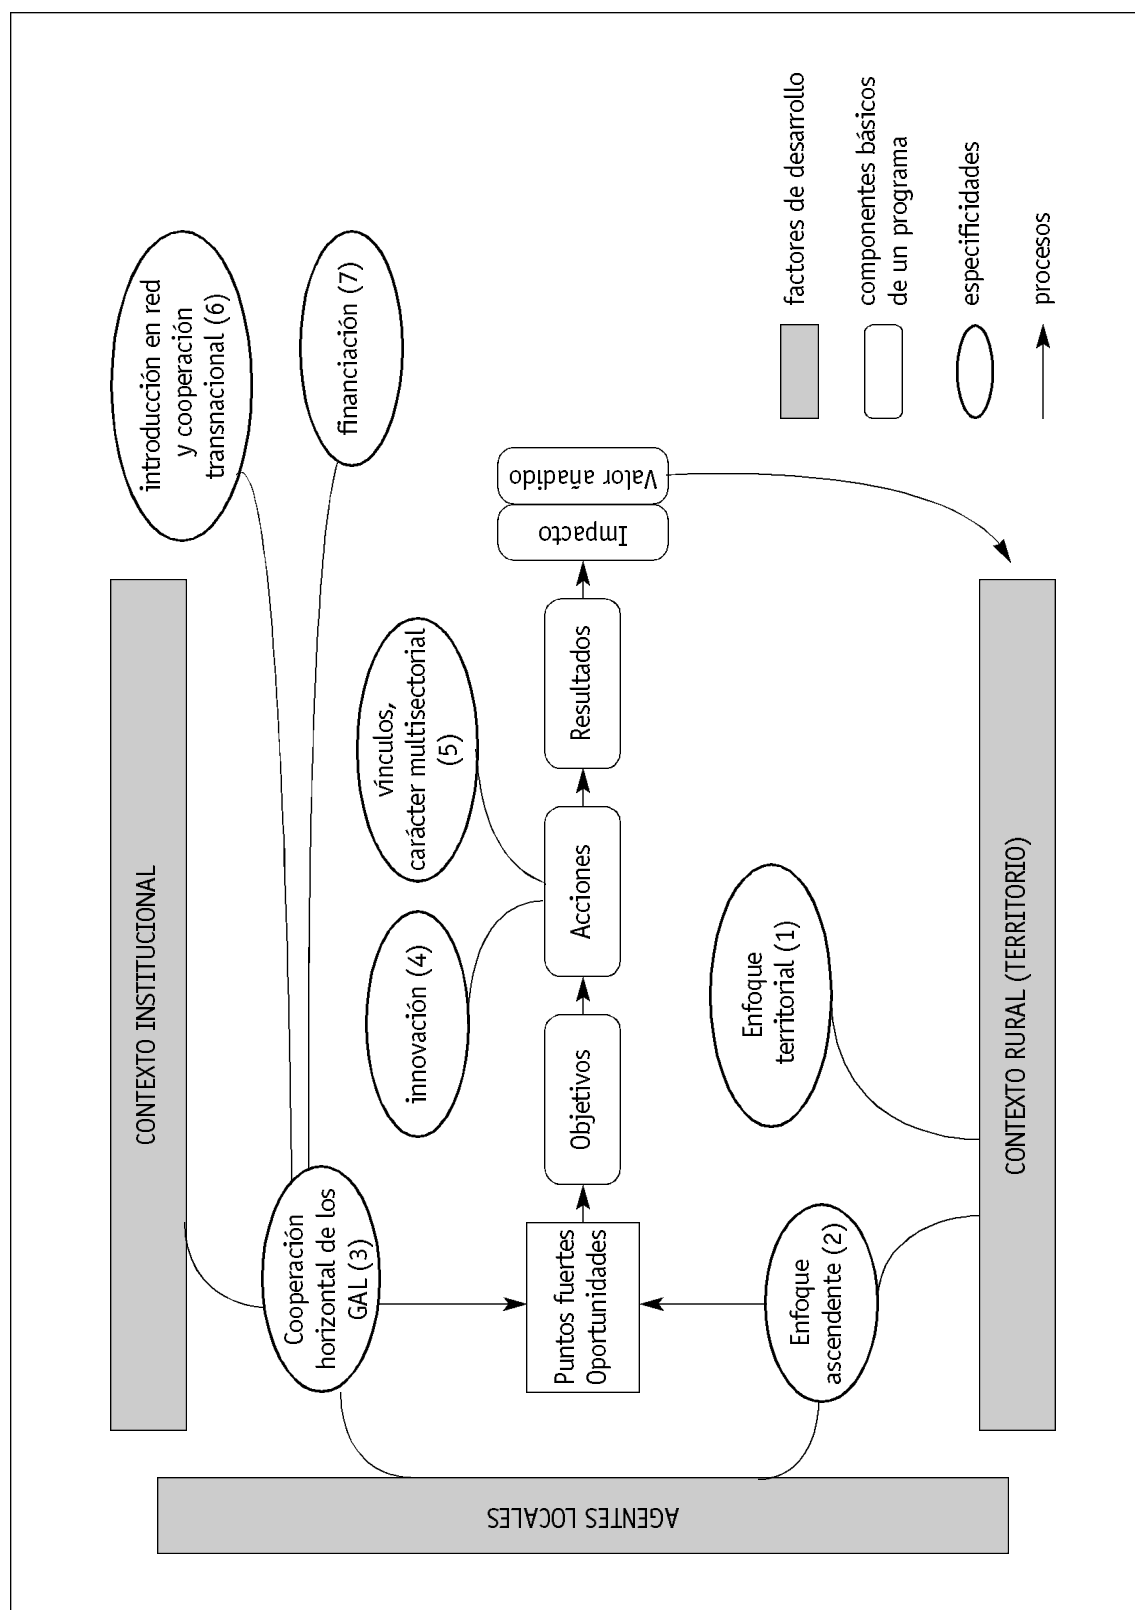 CONTEXTO INSTITUCIONAL
introducción en red
y cooperación
transnacional (6)
financiación (7)
Cooperación
horizontal de los
GAL (3)
innovación (4)
vínculos,
carácter multisectorial
(5)
AGENTES LOCALES
Puntos fuertes
Oportunidades
Objetivos
Acciones
Resultados
Impacto
Valor añadido
Enfoque
ascendente (2)
Enfoque
territorial (1)
CONTEXTO RURAL (TERRITORIO)
factores de desarrollo
componentes básicos
de un programa
especificidades
procesos